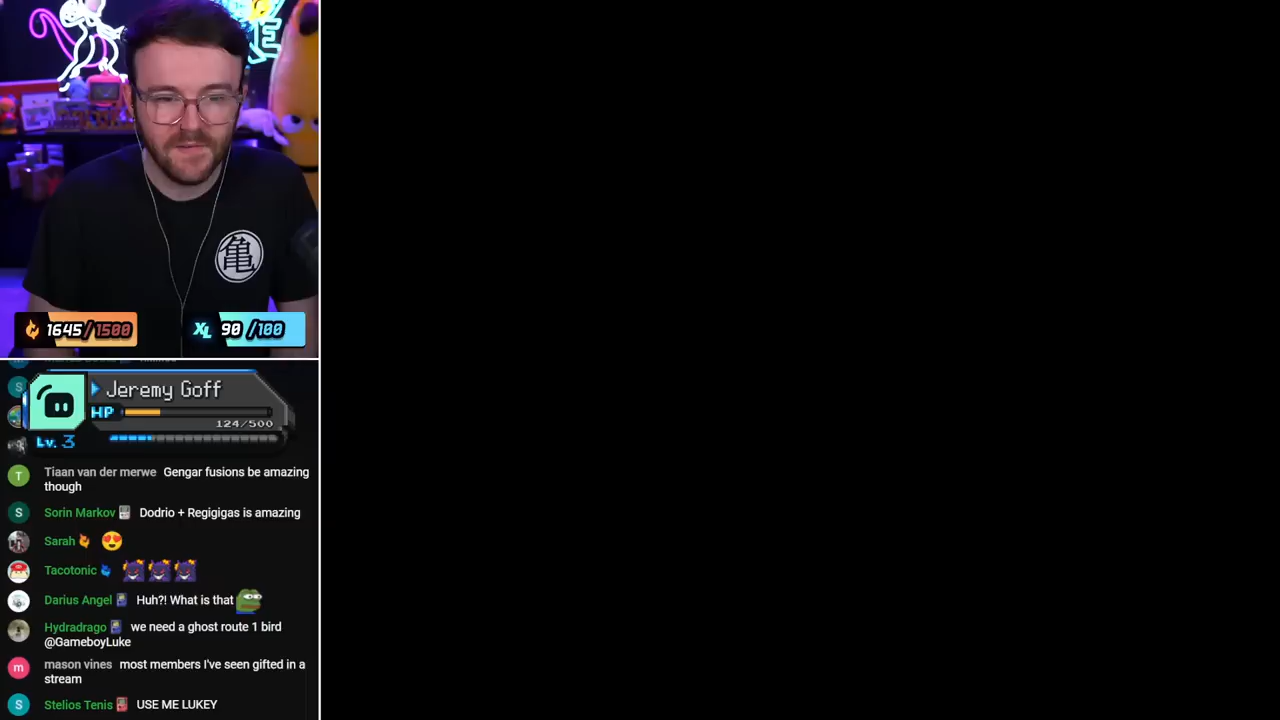 亀
1645/1500
XL 90/100
Jeremy Goff
HP
124/500
Lv. 3
Tiaan van der merwe Gengar fusions be amazing
though
Sorin Markov Dodrio + Regigigas is amazing
Sarah
Tacotonic
Darius Angel Huh?! What is that
Hydradrago we need a ghost route 1 bird
@GameboyLuke
mason vines most members I've seen gifted in a
stream
Stelios Tenis USE ME LUKEY